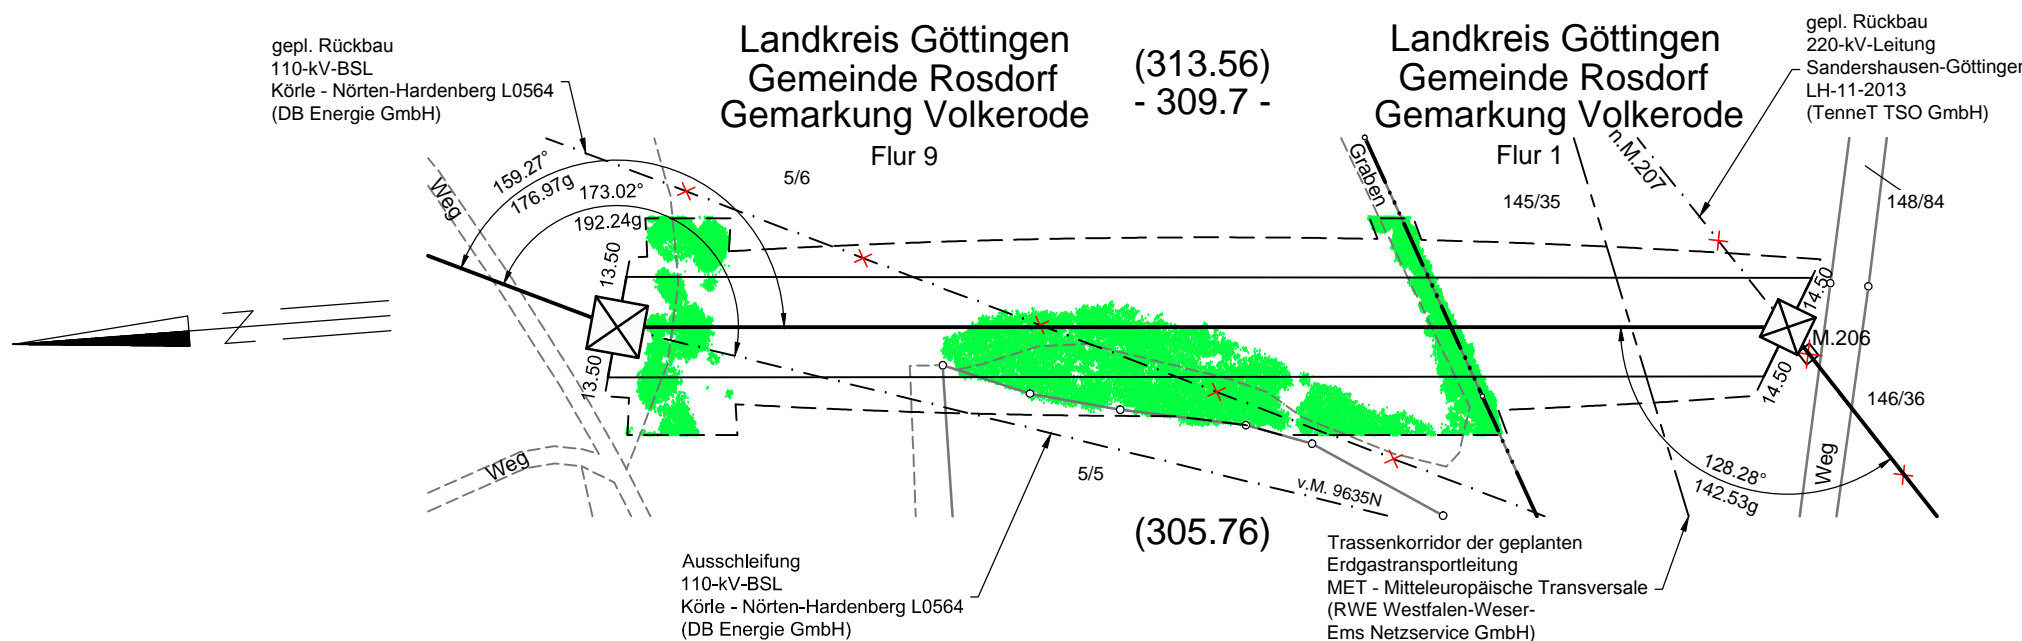 gepl. Rückbau
110-kV-BSL
Körle - Nörten-Hardenberg L0564
(DB Energie GmbH)
Landkreis Göttingen
Gemeinde Rosdorf
Gemarkung Volkerode
Flur 9
(313.56)
- 309.7 -
Landkreis Göttingen
Gemeinde Rosdorf
Gemarkung Volkerode
Flur 1
gepl. Rückbau
220-kV-Leitung
Sandershausen-Göttingen
LH-11-2013
(TenneT TSO GmbH)
159.27°
176.97g
173.02°
192.24g
Weg
5/6
Graben
145/35
n.M.207
148/84
13.50
13.50
14.50
14.50
M.206
146/36
Z
Weg
5/5
v.M. 9635N
128.28°
142.53g
Weg
(305.76)
Ausschleifung
110-kV-BSL
Körle - Nörten-Hardenberg L0564
(DB Energie GmbH)
Trassenkorridor der geplanten
Erdgastransportleitung
MET - Mitteleuropäische Transversale
(RWE Westfalen-Weser-
Ems Netzservice GmbH)